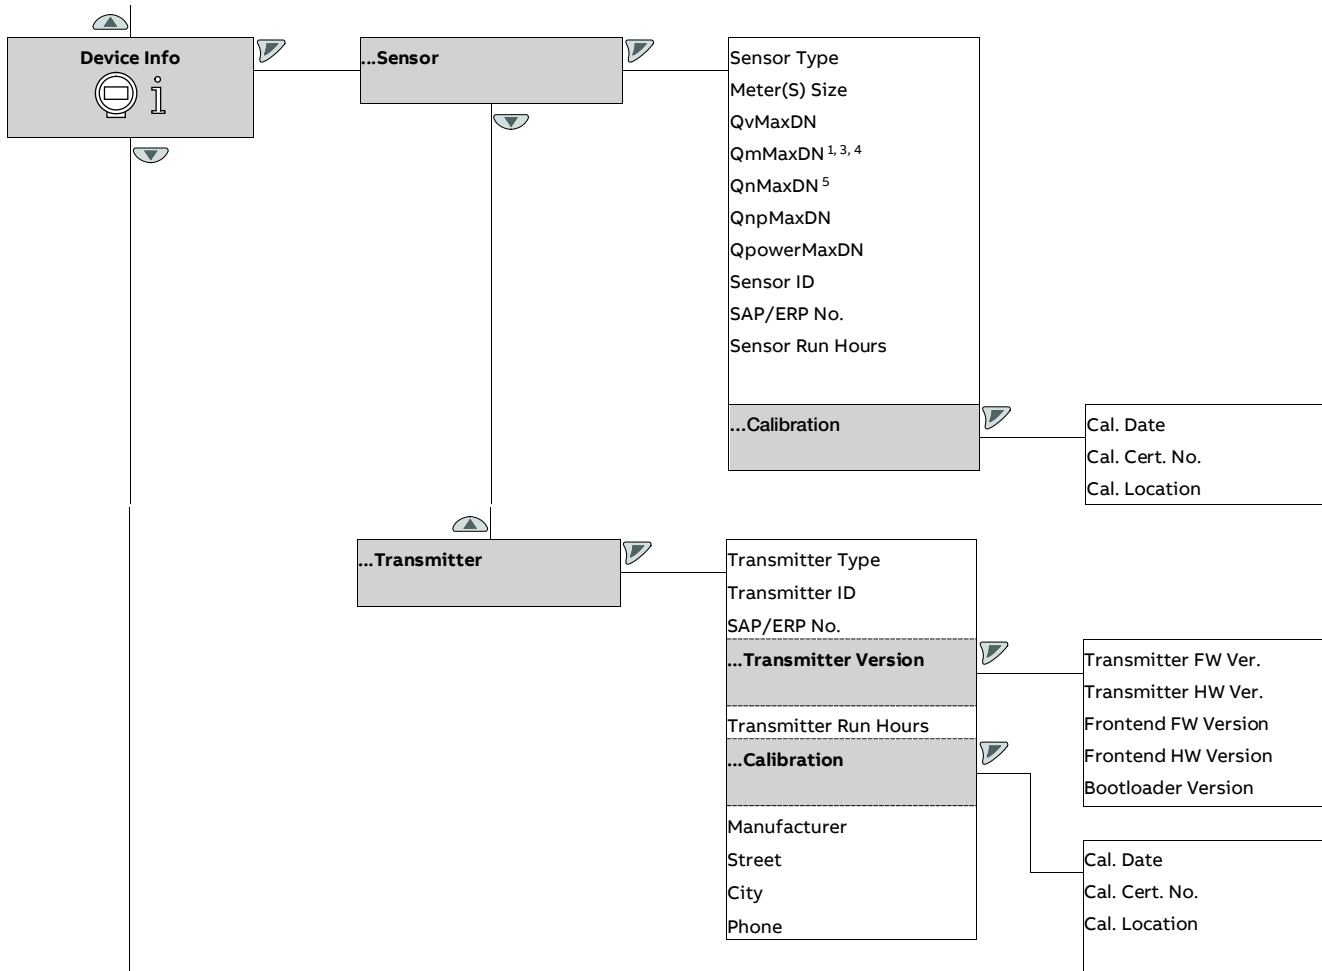 Device Info
i
...Sensor
Sensor Type
Meter(S) Size
QvMaxDN
QmMaxDN 1, 3, 4
QnMaxDN 5
QnpMaxDN
QpowerMaxDN
Sensor ID
SAP/ERP No.
Sensor Run Hours
...Calibration
Cal. Date
Cal. Cert. No.
Cal. Location
...Transmitter
Transmitter Type
Transmitter ID
SAP/ERP No.
...Transmitter Version
Transmitter FW Ver.
Transmitter HW Ver.
Frontend FW Version
Frontend HW Version
Bootloader Version
Transmitter Run Hours
...Calibration
Cal. Date
Cal. Cert. No.
Cal. Location
Manufacturer
Street
City
Phone